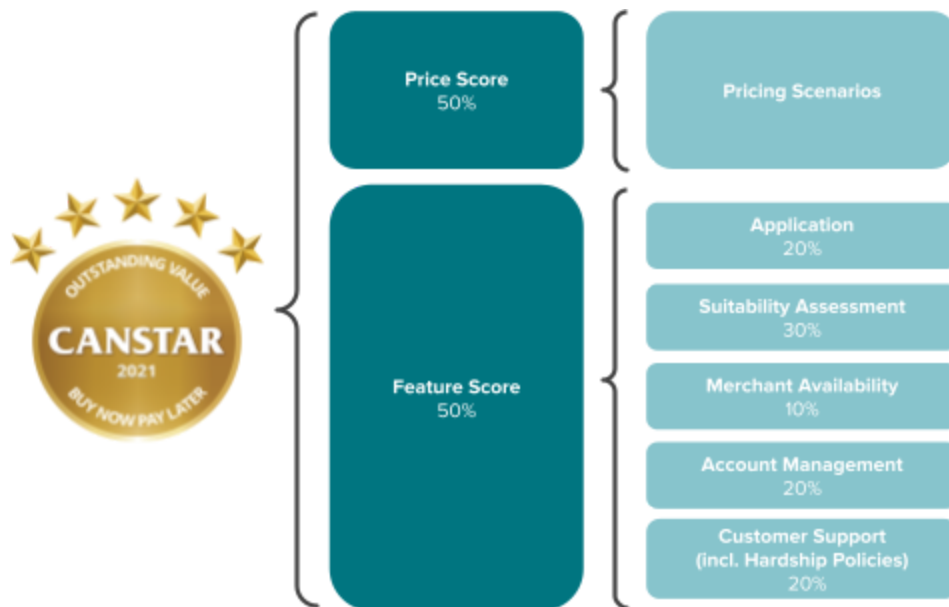 OUTSTANDING VALUE
CANSTAR
2021
BUY NOW PAY LATER
Price Score
50%
Pricing Scenarios
Feature Score
50%
Application
20%
Suitability Assessment
30%
Merchant Availability
10%
Account Management
20%
Customer Support
(incl. Hardship Policies)
20%